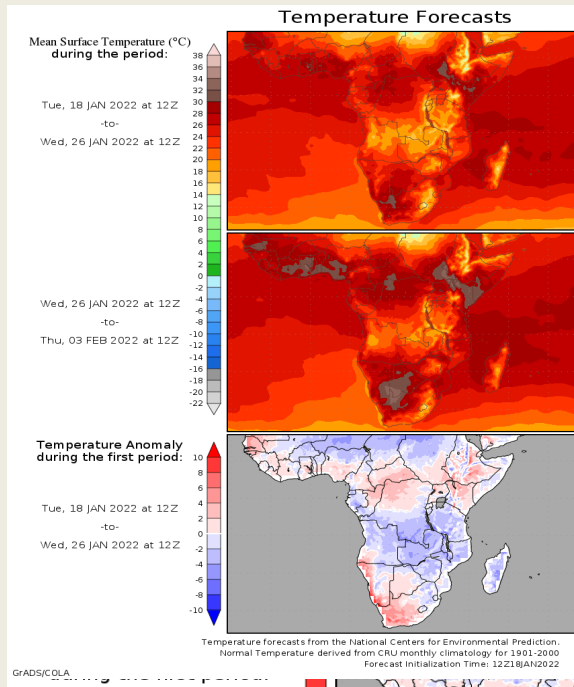 Temperature Forecasts
Mean Surface Temperature (°C)
during the period:
38
36
34
32
30
28
26
24
22
20
18
16
14
12
10
8
6
4
2
0
-2
-4
-6
-8
-10
-12
-14
-16
-18
-20
-22
Tue, 18 JAN 2022 at 12Z
-to-
Wed, 26 JAN 2022 at 12Z
Wed, 26 JAN 2022 at 12Z
-to-
Thu, 03 FEB 2022 at 12Z
Temperature Anomaly
during the first period:
10
8
6
4
2
0
-2
-4
-6
-8
-10
Tue, 18 JAN 2022 at 12Z
-to-
Wed, 26 JAN 2022 at 12Z
Temperature forecasts from the National Centers for Environmental Prediction.
Normal Temperature derived from CRU monthly climatology for 1901-2000
Forecast Initialization Time: 12Z18JAN2022
GrADS/COLA
during the first period: